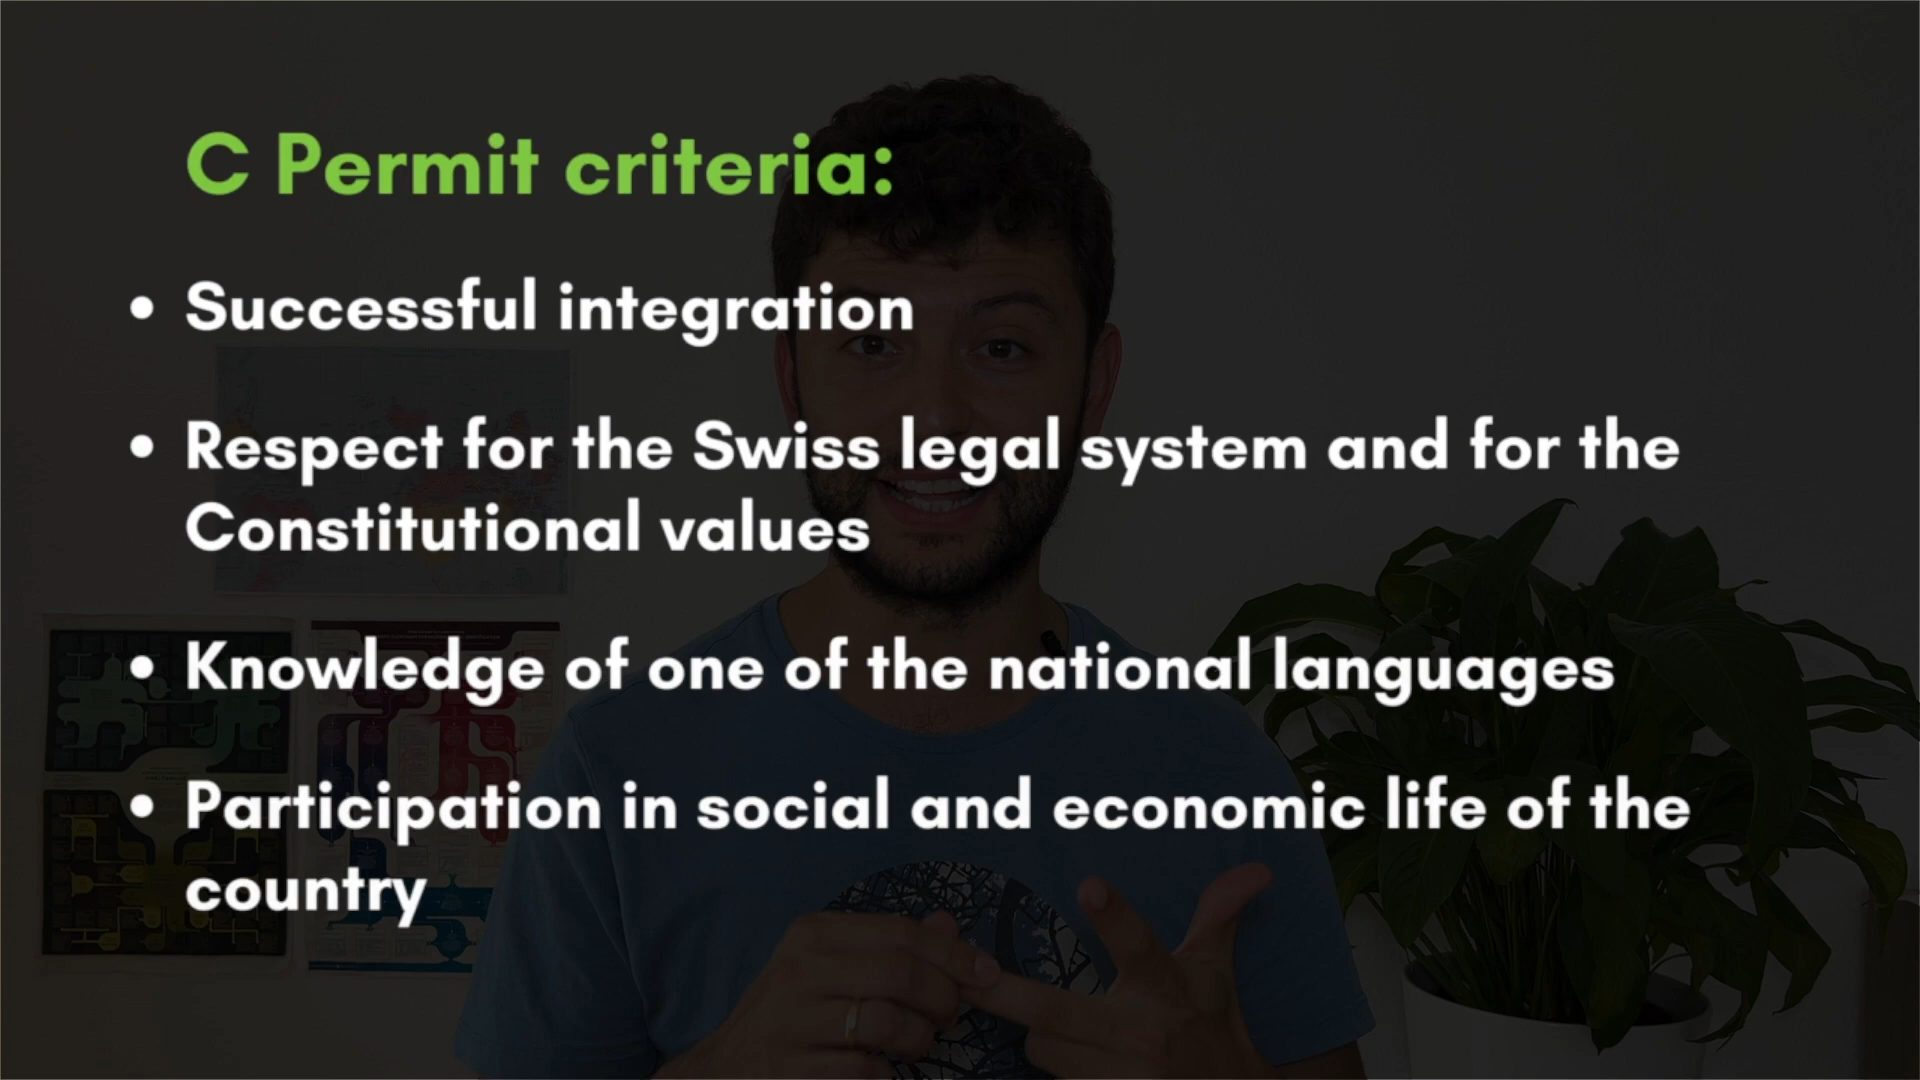 C Permit criteria:
• Successful integration
• Respect for the Swiss legal system and for the
Constitutional values
• Knowledge of one of the national languages
• Participation in social and economic life of the
country